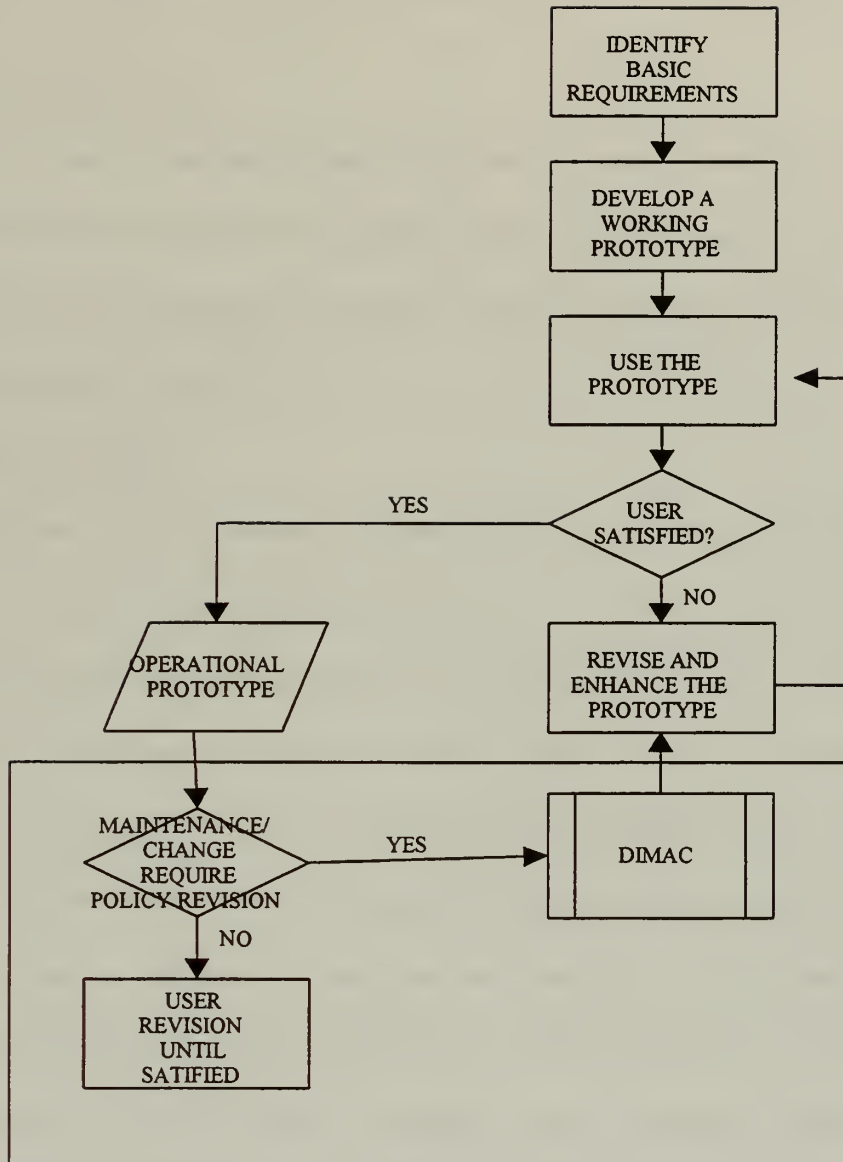 IDENTIFY
BASIC
REQUIREMENTS
DEVELOP A
WORKING
PROTOTYPE
USE THE
PROTOTYPE
USER
SATISFIED?
YES
NO
OPERATIONAL
PROTOTYPE
REVISE AND
ENHANCE THE
PROTOTYPE
MAINTENANCE/
CHANGE
REQUIRE
POLICY REVISION
YES
DIMAC
NO
USER
REVISION
UNTIL
SATIFIED